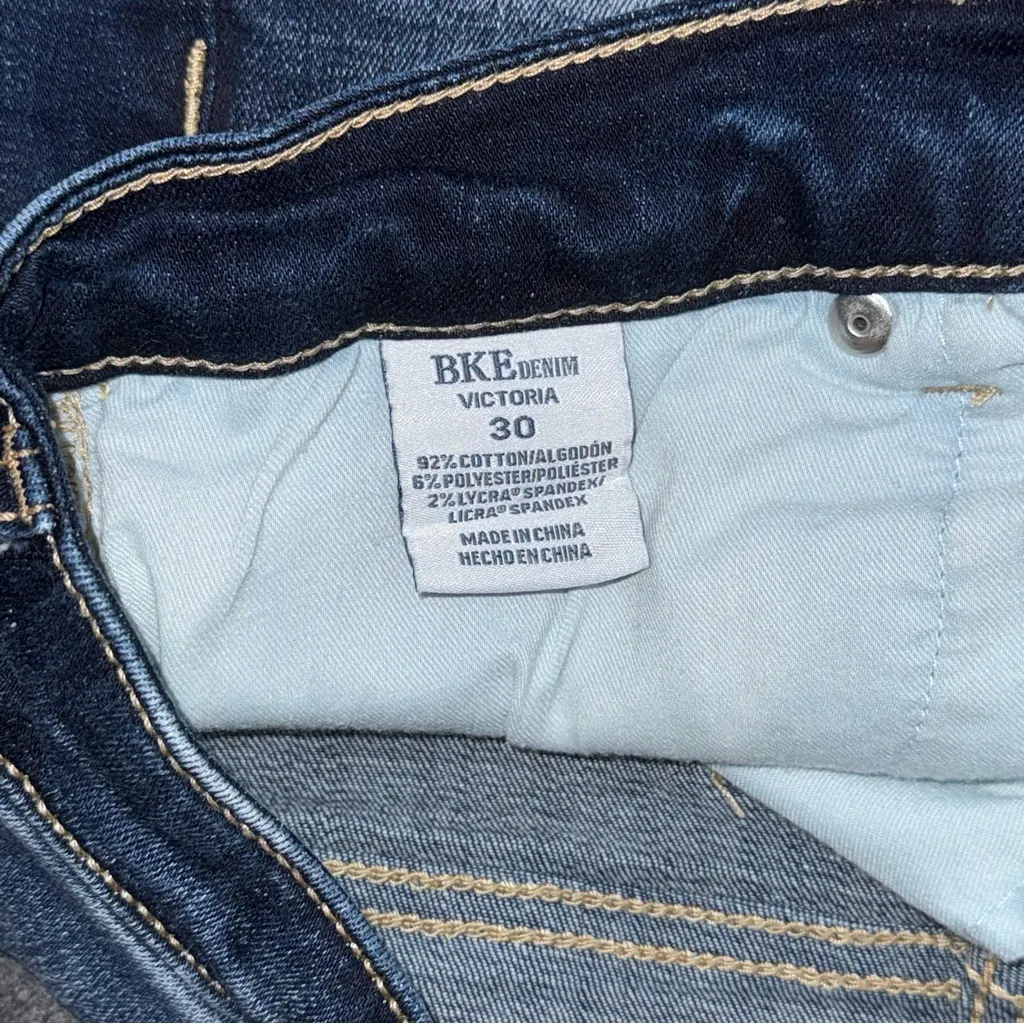 BKE DENIM
VICTORIA
30
92% COTTON/ALGODÓN
6% POLYESTER/POLIÉSTER
2% LYCRA® SPANDEX/
LICRA® SPANDEX
MADE IN CHINA
HECHO EN CHINA